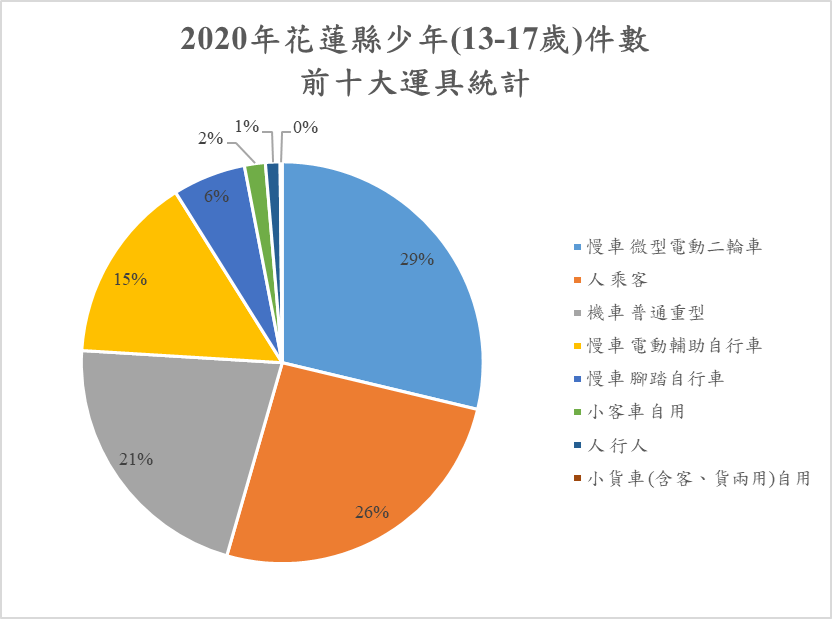 2020年花蓮縣少年(13-17歲)件數
前十大運具統計
2%
1%
0%
6%
29%
15%
21%
26%
慢車 微型電動二輪車
人 乘客
機車 普通重型
慢車 電動輔助自行車
慢車 腳踏自行車
小客車 自用
人 行人
小貨車(含客、貨兩用)自用